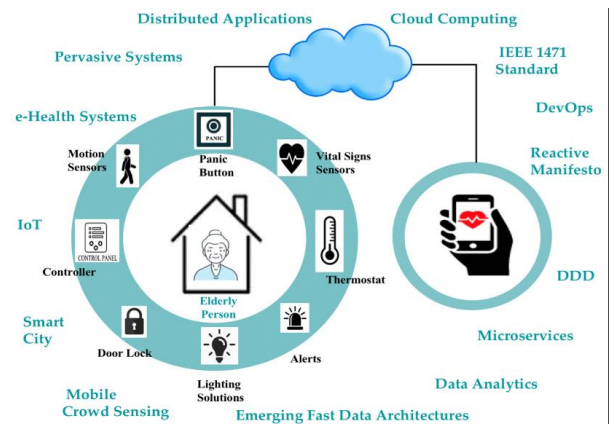 Distributed Applications
Cloud Computing
Pervasive Systems
IEEE 1471
Standard
DevOps
e-Health Systems
PANIC
Motion
Sensors
Panic
Button
Vital Signs
Sensors
Reactive
Manifesto
IoT
CONTROL PANEL
Controller
Thermostat
DDD
Elderly
Person
Smart
City
Door Lock
Alerts
Microservices
Lighting
Solutions
Data Analytics
Mobile
Crowd Sensing
Emerging Fast Data Architectures